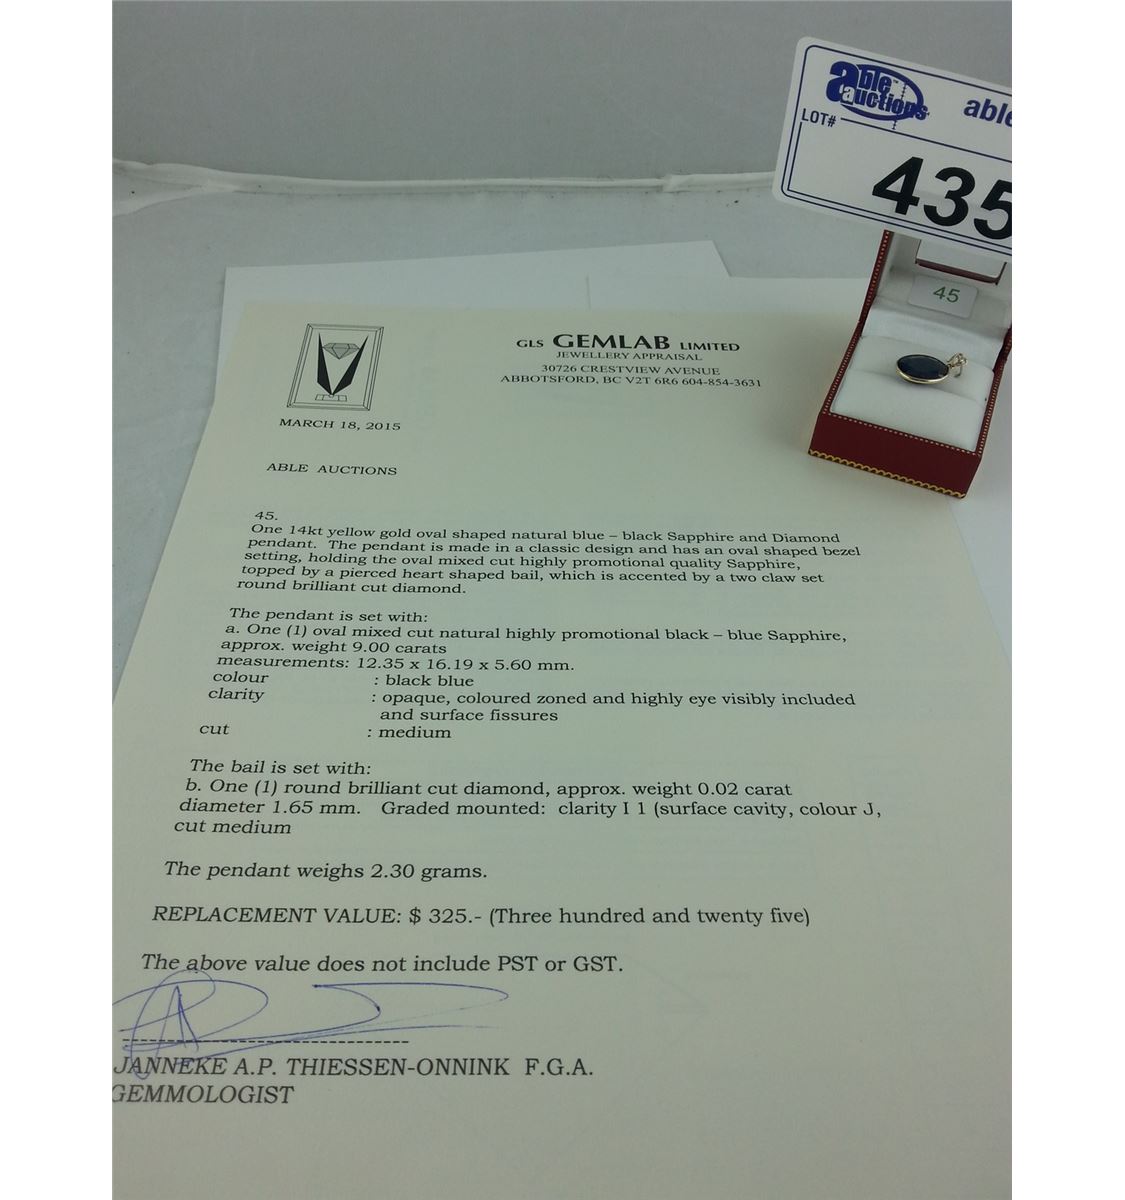 able
auctions
able
LOT#
435
45
GLS GEMLAB LIMITED
JEWELLERY APPRAISAL
30726 CRESTVIEW AVENUE
ABBOTSFORD, BC V2T 6R6 604-854-3631
MARCH 18, 2015
ABLE AUCTIONS
45.
One 14kt yellow gold oval shaped natural blue – black Sapphire and Diamond
pendant. The pendant is made in a classic design and has an oval shaped bezel
setting, holding the oval mixed cut highly promotional quality Sapphire,
topped by a pierced heart shaped bail, which is accented by a two claw set
round brilliant cut diamond.
The pendant is set with:
a. One (1) oval mixed cut natural highly promotional black – blue Sapphire,
approx. weight 9.00 carats
measurements: 12.35 x 16.19 x 5.60 mm.
colour : black blue
clarity : opaque, coloured zoned and highly eye visibly included
and surface fissures
cut : medium
The bail is set with:
b. One (1) round brilliant cut diamond, approx. weight 0.02 carat
diameter 1.65 mm. Graded mounted: clarity I 1 (surface cavity, colour J,
cut medium
The pendant weighs 2.30 grams.
REPLACEMENT VALUE: $ 325.- (Three hundred and twenty five)
The above value does not include PST or GST.
JANNEKE A.P. THIESSEN-ONNINK F.G.A.
GEMMOLOGIST